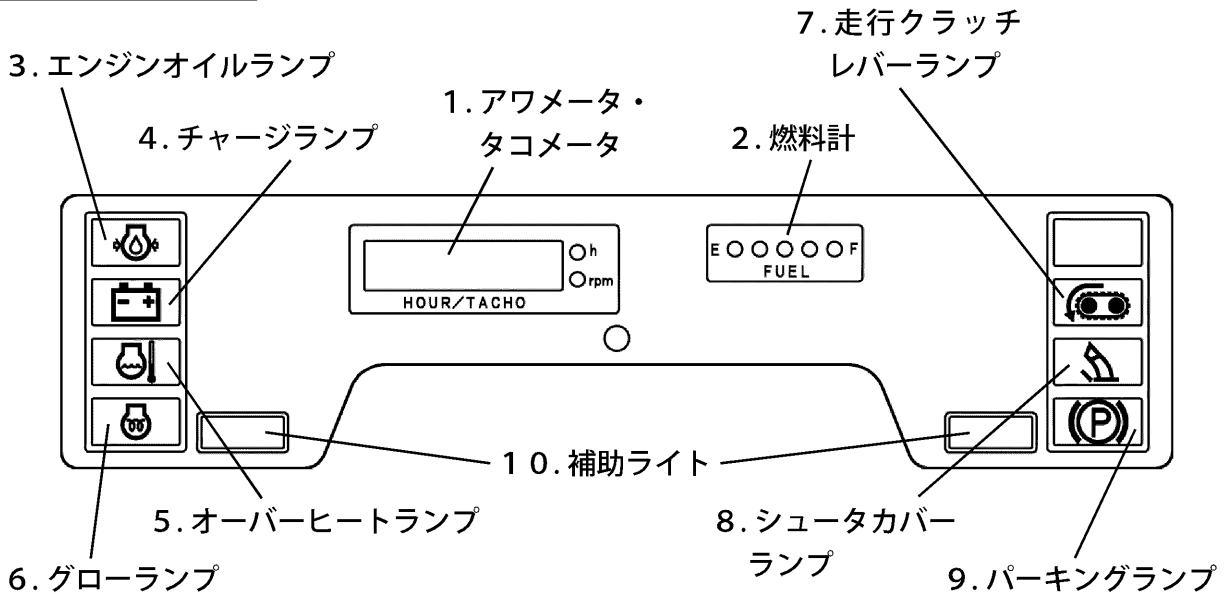 7.走行クラッチ
レバーランプ
3.エンジンオイルランプ
1.アワメータ・
タコメータ
4.チャージランプ
2.燃料計
h
rpm
HOUR/TACHO
E F
FUEL
P
10.補助ライト
5.オーバーヒートランプ
8.シュータカバー
ランプ
6.グローランプ
9.パーキングランプ